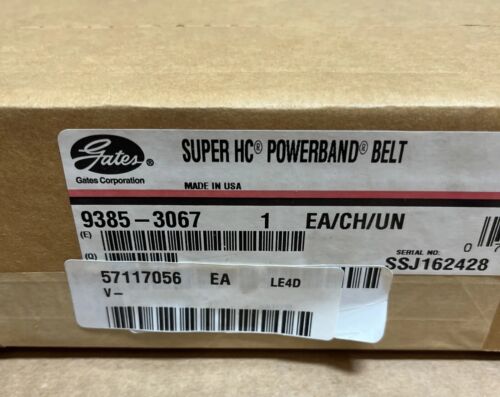 Gates®
Gates Corporation
SUPER HC® POWERBAND® BELT
MADE IN USA
9385-3067 1 EA/CH/UN
(E)
(Q)
SERIAL NO:
SSJ162428
0
57117056 EA LE4D
V-